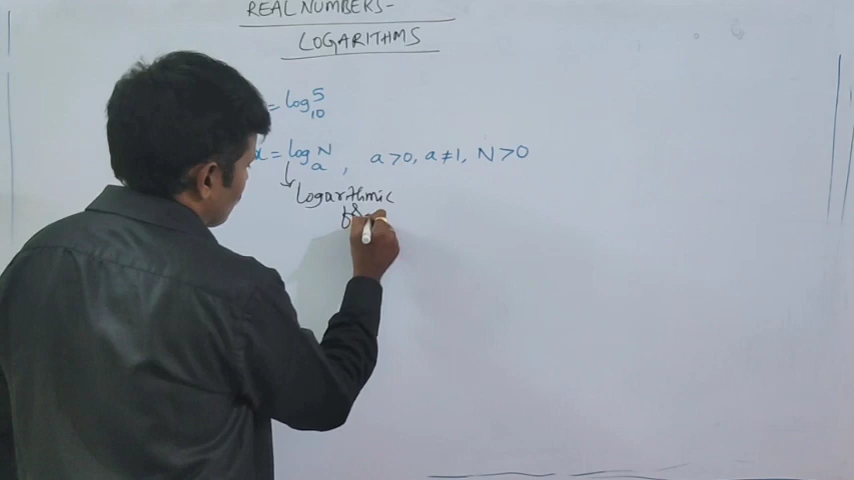 REAL NUMBERS-
LOGARITHMS
= log 5 10
x = log N a , a>0, a≠1, N>0
logarithmic